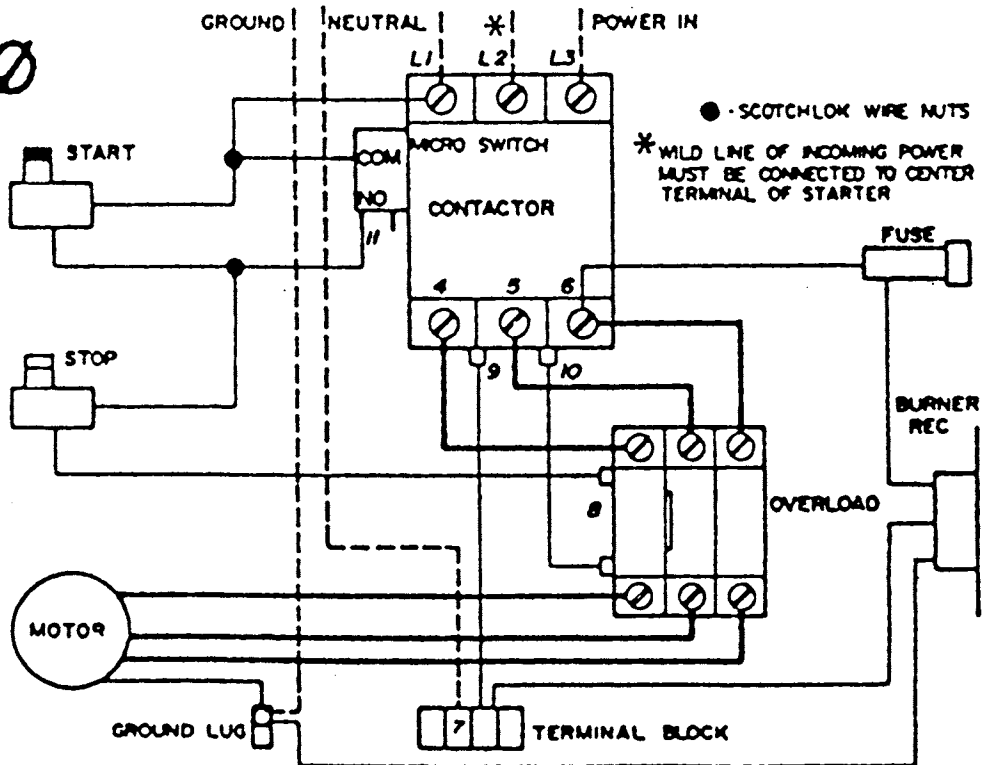 GROUND
NEUTRAL
*
POWER IN
L1
L2
L3
Ø
● - SCOTCHLOK WIRE NUTS
* WILD LINE OF INCOMING POWER
MUST BE CONNECTED TO CENTER
TERMINAL OF STARTER
START
COM
MICRO SWITCH
NO
CONTACTOR
11
FUSE
4
5
6
STOP
9
10
BURNER
REC
8
OVERLOAD
MOTOR
GROUND LUG
7
TERMINAL BLOCK